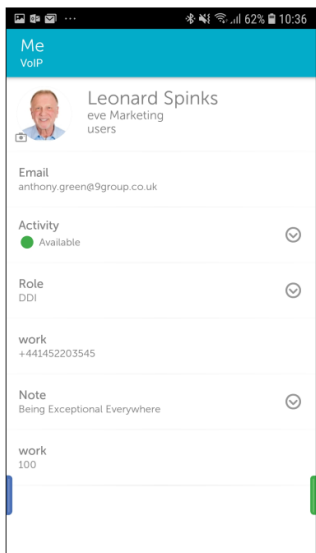 62% 10:36
Me
VoIP
Leonard Spinks
eve Marketing
users
Email
anthony.green@9group.co.uk
Activity
Available
Role
DDI
work
+441452203545
Note
Being Exceptional Everywhere
work
100